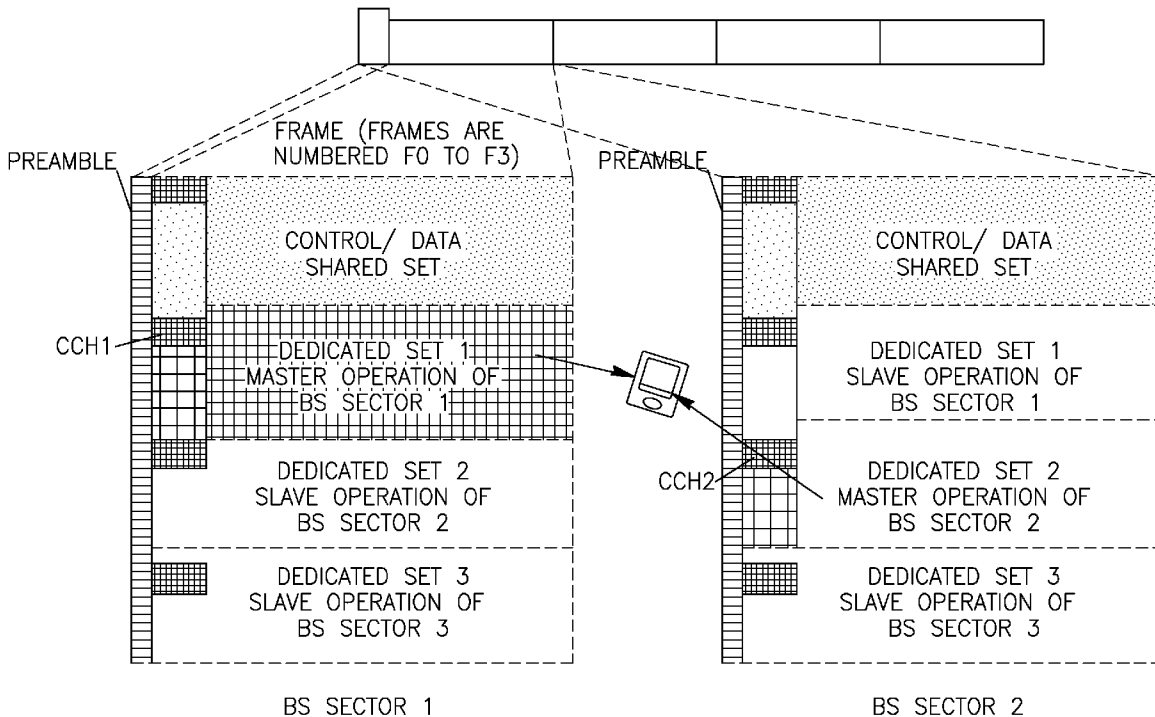 FRAME (FRAMES ARE
NUMBERED F0 TO F3)
PREAMBLE
CONTROL/ DATA
SHARED SET
CCH1
DEDICATED SET 1
MASTER OPERATION OF
BS SECTOR 1
DEDICATED SET 2
SLAVE OPERATION OF
BS SECTOR 2
DEDICATED SET 3
SLAVE OPERATION OF
BS SECTOR 3
BS SECTOR 1
PREAMBLE
CONTROL/ DATA
SHARED SET
DEDICATED SET 1
SLAVE OPERATION OF
BS SECTOR 1
CCH2
DEDICATED SET 2
MASTER OPERATION OF
BS SECTOR 2
DEDICATED SET 3
SLAVE OPERATION OF
BS SECTOR 3
BS SECTOR 2